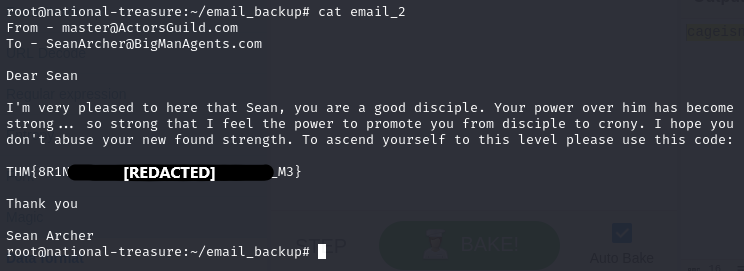 root@national-treasure:~/email_backup# cat email_2
From - master@ActorsGuild.com
To - SeanArcher@BigManAgents.com
Dear Sean
I'm very pleased to here that Sean, you are a good disciple. Your power over him has become
strong... so strong that I feel the power to promote you from disciple to crony. I hope you
don't abuse your new found strength. To ascend yourself to this level please use this code:
THM{8R1N[REDACTED]_M3}
Thank you
Sean Archer
root@national-treasure:~/email_backup#
BAKE!
Auto Bake